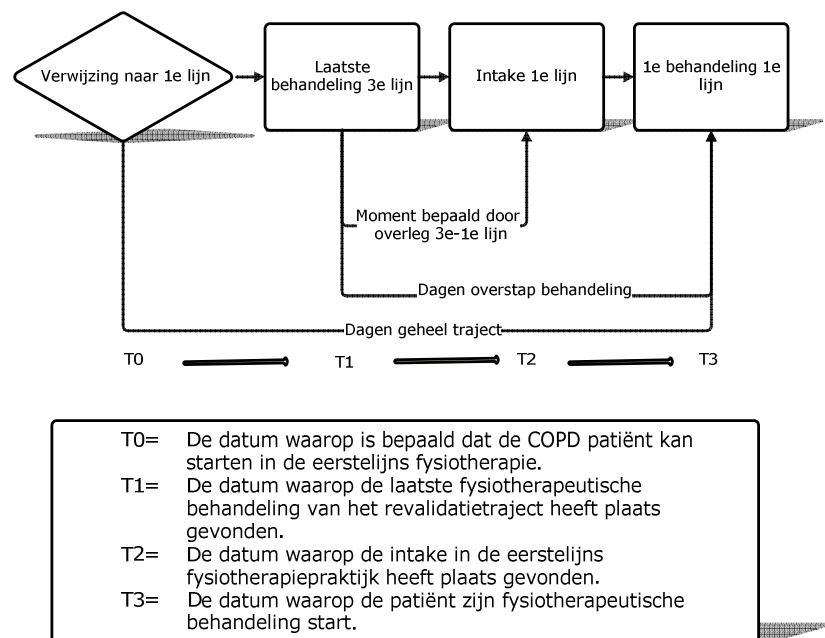 Verwijzing naar 1e lijn
Laatste
behandeling 3e lijn
Intake 1e lijn
1e behandeling 1e
lijn
Moment bepaald door
overleg 3e-1e lijn
Dagen overstap behandeling
Dagen geheel traject
T0 T1 T2 T3
T0= De datum waarop is bepaald dat de COPD patiënt kan
starten in de eerstelijns fysiotherapie.
T1= De datum waarop de laatste fysiotherapeutische
behandeling van het revalidatietraject heeft plaats
gevonden.
T2= De datum waarop de intake in de eerstelijns
fysiotherapiepraktijk heeft plaats gevonden.
T3= De datum waarop de patiënt zijn fysiotherapeutische
behandeling start.